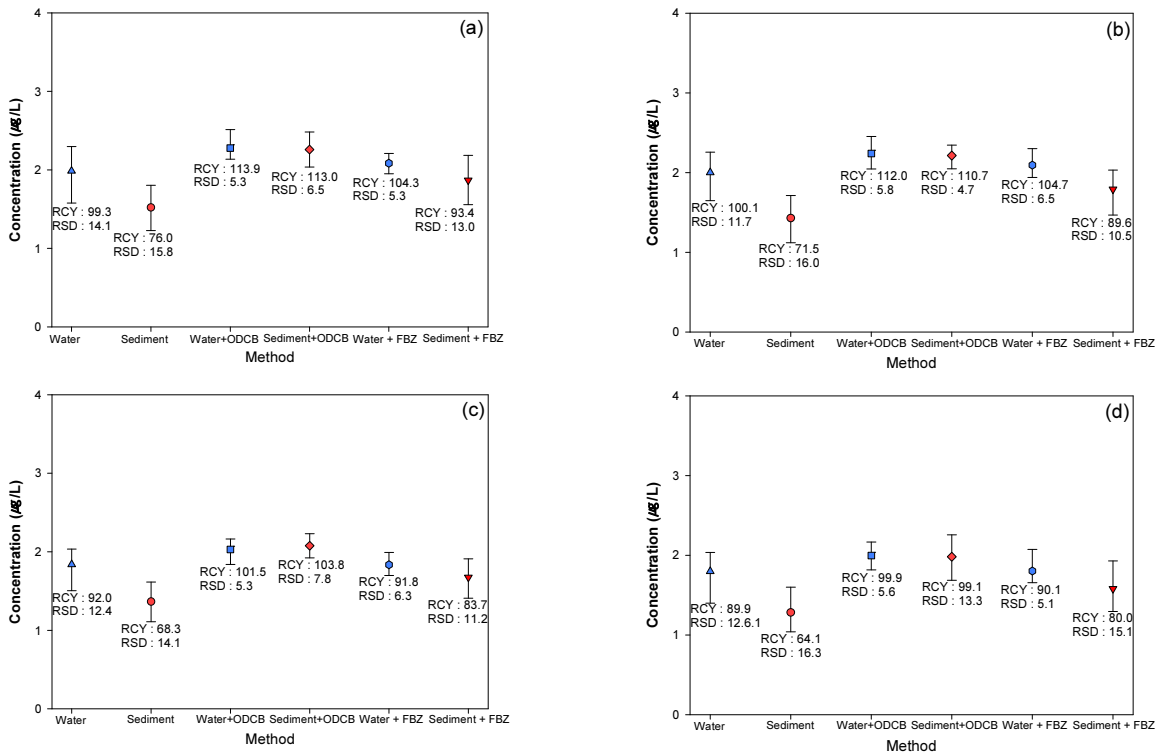 (a)
Concentration (㎍/L)
4
3
2
1
0
RCY : 99.3
RSD : 14.1
RCY : 76.0
RSD : 15.8
RCY : 113.9
RSD : 5.3
RCY : 113.0
RSD : 6.5
RCY : 104.3
RSD : 5.3
RCY : 93.4
RSD : 13.0
Water Sediment Water+ODCB Sediment+ODCB Water + FBZ Sediment + FBZ
Method
(b)
Concentration (㎍/L)
4
3
2
1
0
RCY : 100.1
RSD : 11.7
RCY : 71.5
RSD : 16.0
RCY : 112.0
RSD : 5.8
RCY : 110.7
RSD : 4.7
RCY : 104.7
RSD : 6.5
RCY : 89.6
RSD : 10.5
Water Sediment Water+ODCB Sediment+ODCB Water + FBZ Sediment + FBZ
Method
(c)
Concentration (㎍/L)
4
3
2
1
0
RCY : 92.0
RSD : 12.4
RCY : 68.3
RSD : 14.1
RCY : 101.5
RSD : 5.3
RCY : 103.8
RSD : 7.8
RCY : 91.8
RSD : 6.3
RCY : 83.7
RSD : 11.2
Water Sediment Water+ODCB Sediment+ODCB Water + FBZ Sediment + FBZ
Method
(d)
Concentration (㎍/L)
4
3
2
1
0
RCY : 89.9
RSD : 12.6.1
RCY : 64.1
RSD : 16.3
RCY : 99.9
RSD : 5.6
RCY : 99.1
RSD : 13.3
RCY : 90.1
RSD : 5.1
RCY : 80.0
RSD : 15.1
Water Sediment Water+ODCB Sediment+ODCB Water + FBZ Sediment + FBZ
Method